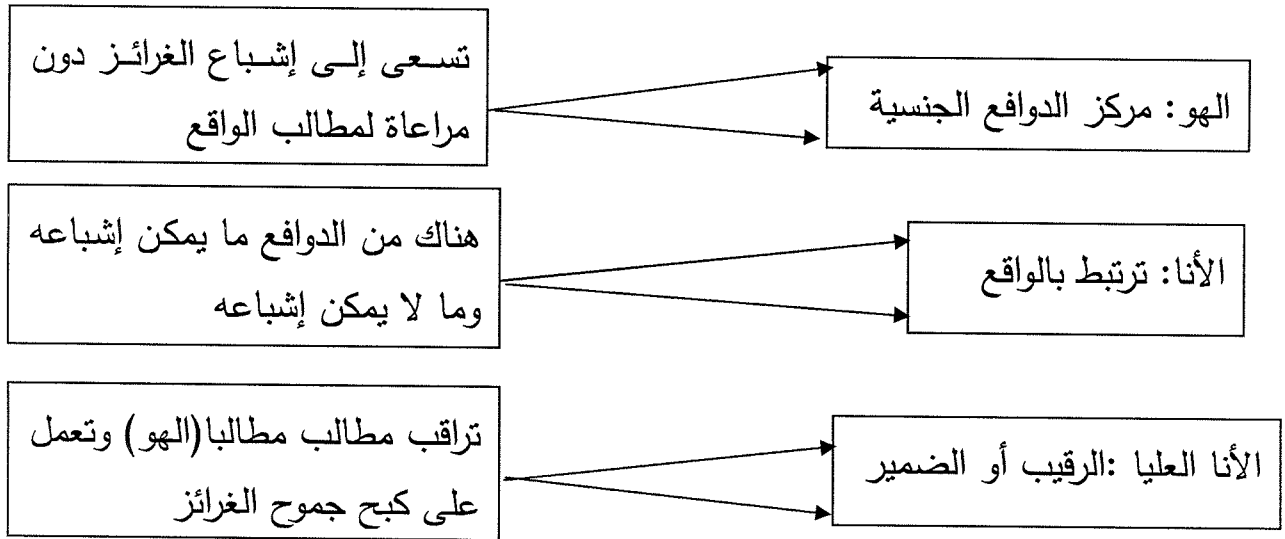 الهو: مركز الدوافع الجنسية
تسعى إلى إشباع الغرائز دون
مراعاة لمطالب الواقع
الأنا: ترتبط بالواقع
هناك من الدوافع ما يمكن إشباعه
وما لا يمكن إشباعه
الأنا العليا :الرقيب أو الضمير
تراقب مطالب مطالبا(الهو) وتعمل
على كبح جموح الغرائز